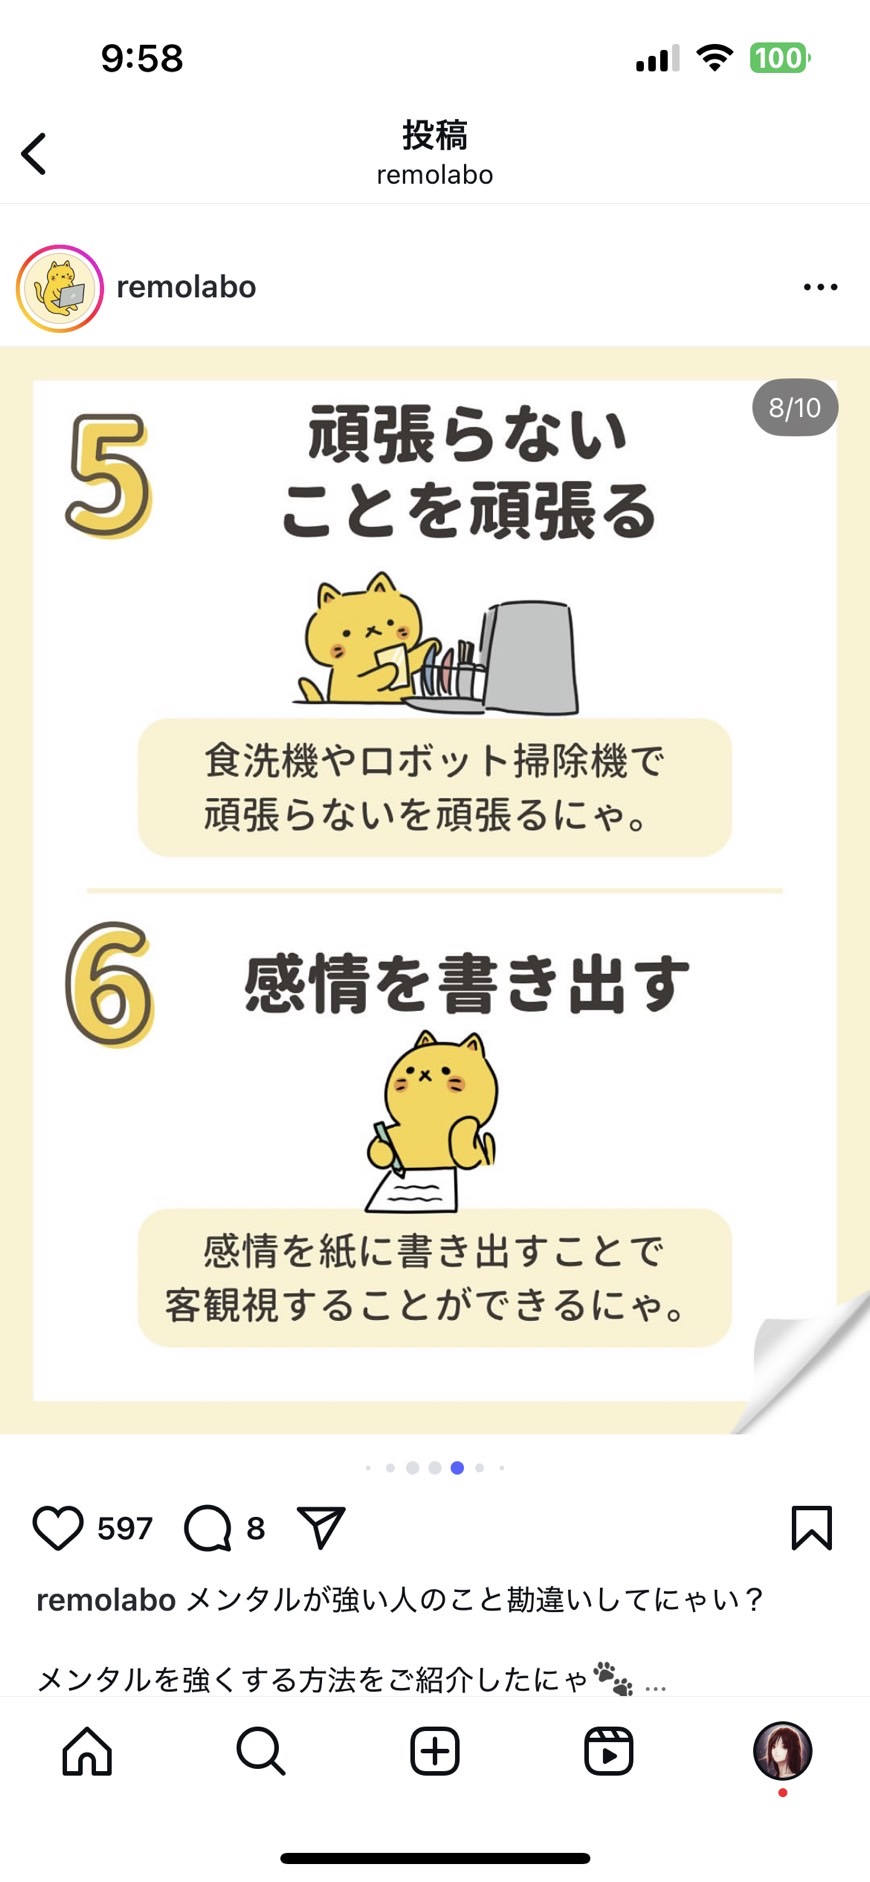 9:58
100
投稿
remolabo
remolabo
8/10
5
頑張らない
ことを頑張る
食洗機やロボット掃除機で
頑張らないを頑張るにゃ。
6
感情を書き出す
感情を紙に書き出すことで
客観視することができるにゃ。
597
8
remolabo メンタルが強い人のこと勘違いしてにゃい？
メンタルを強くする方法をご紹介したにゃ🐾 ...